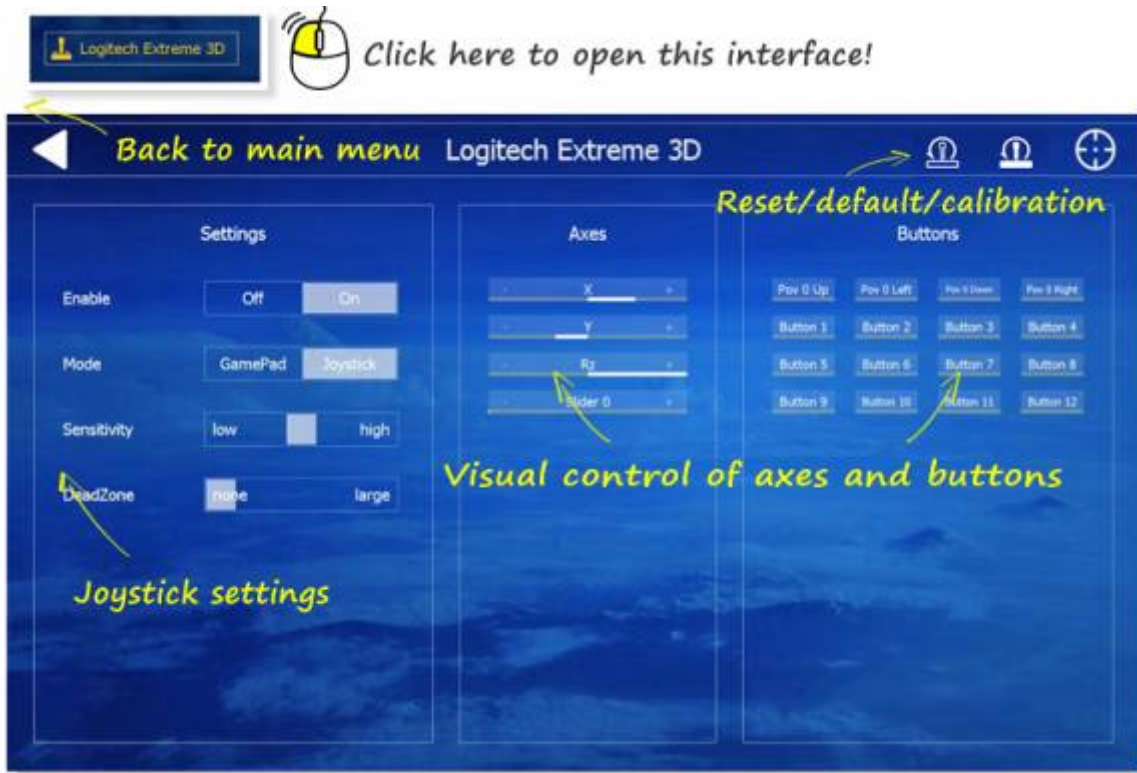 Logitech Extreme 3D
Click here to open this interface!
Back to main menu
Logitech Extreme 3D
Reset/default/calibration
Settings
Axes
Buttons
Enable
Off On
Mode
GamePad Joystick
Sensitivity
low high
DeadZone
none large
- X +
- Y +
- Rz +
- Slider 0 +
Pov 0 Up Pov 0 Left Pov 0 Down Pov 0 Right
Button 1 Button 2 Button 3 Button 4
Button 5 Button 6 Button 7 Button 8
Button 9 Button 10 Button 11 Button 12
Visual control of axes and buttons
Joystick settings